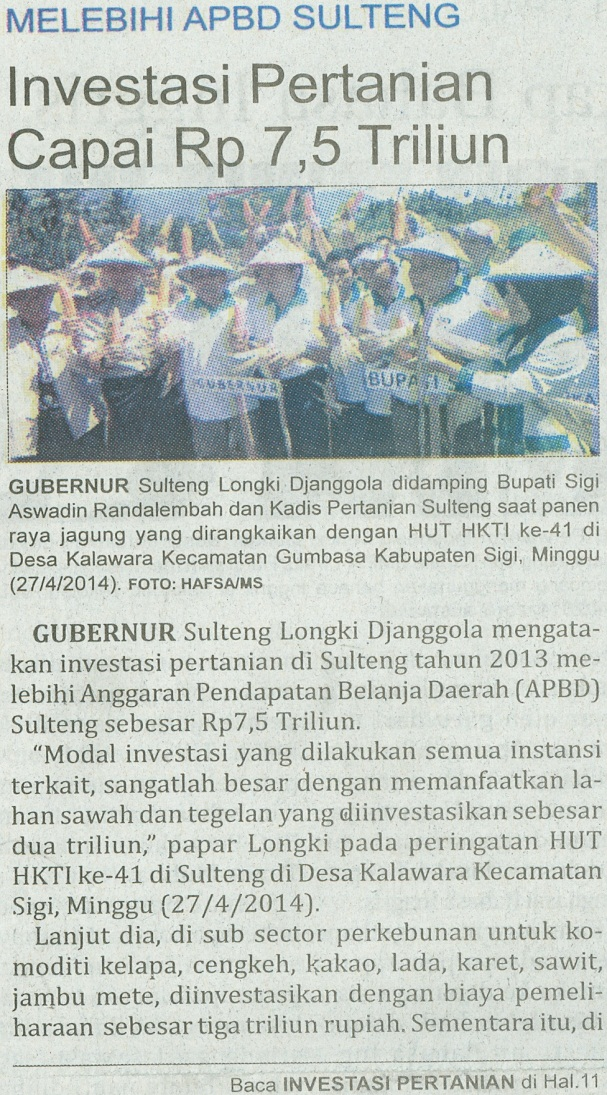 MELEBIHI APBD SULTENG
Investasi Pertanian
Capai Rp 7,5 Triliun
GUBERNUR
BUPATI
GUBERNUR Sulteng Longki Djanggola didamping Bupati Sigi
Aswadin Randalembah dan Kadis Pertanian Sulteng saat panen
raya jagung yang dirangkaikan dengan HUT HKTI ke-41 di
Desa Kalawara Kecamatan Gumbasa Kabupaten Sigi, Minggu
(27/4/2014). FOTO: HAFSA/MS
GUBERNUR Sulteng Longki Djanggola mengata-
kan investasi pertanian di Sulteng tahun 2013 me-
lebihi Anggaran Pendapatan Belanja Daerah (APBD)
Sulteng sebesar Rp7,5 Triliun.
“Modal investasi yang dilakukan semua instansi
terkait, sangatlah besar dengan memanfaatkan la-
han sawah dan tegelan yang diinvestasikan sebesar
dua triliun,” papar Longki pada peringatan HUT
HKTI ke-41 di Sulteng di Desa Kalawara Kecamatan
Sigi, Minggu (27/4/2014).
Lanjut dia, di sub sector perkebunan untuk ko-
moditi kelapa, cengkeh, kakao, lada, karet, sawit,
jambu mete, diinvestasikan dengan biaya pemeli-
haraan sebesar tiga triliun rupiah. Sementara itu, di
Baca INVESTASI PERTANIAN di Hal.11